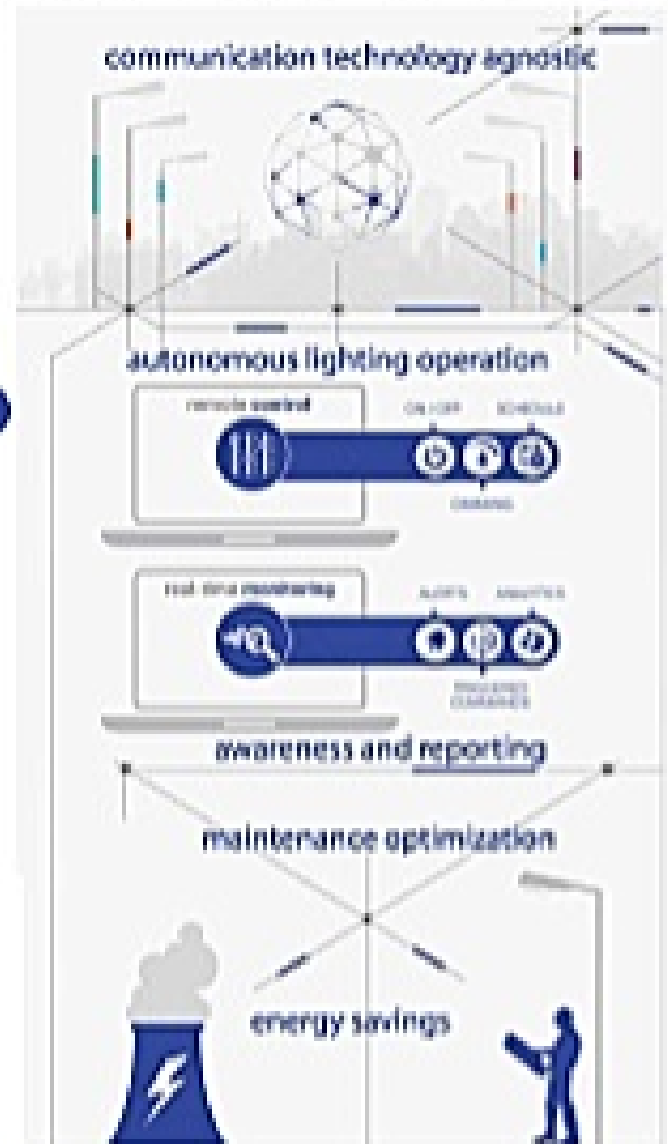 communication technology agnostic
autonomous lighting operation
remote control
ON / OFF SCHEDULE
DIMMING
real-time monitoring
ALERTS ANALYTICS
awareness and reporting
maintenance optimization
energy savings